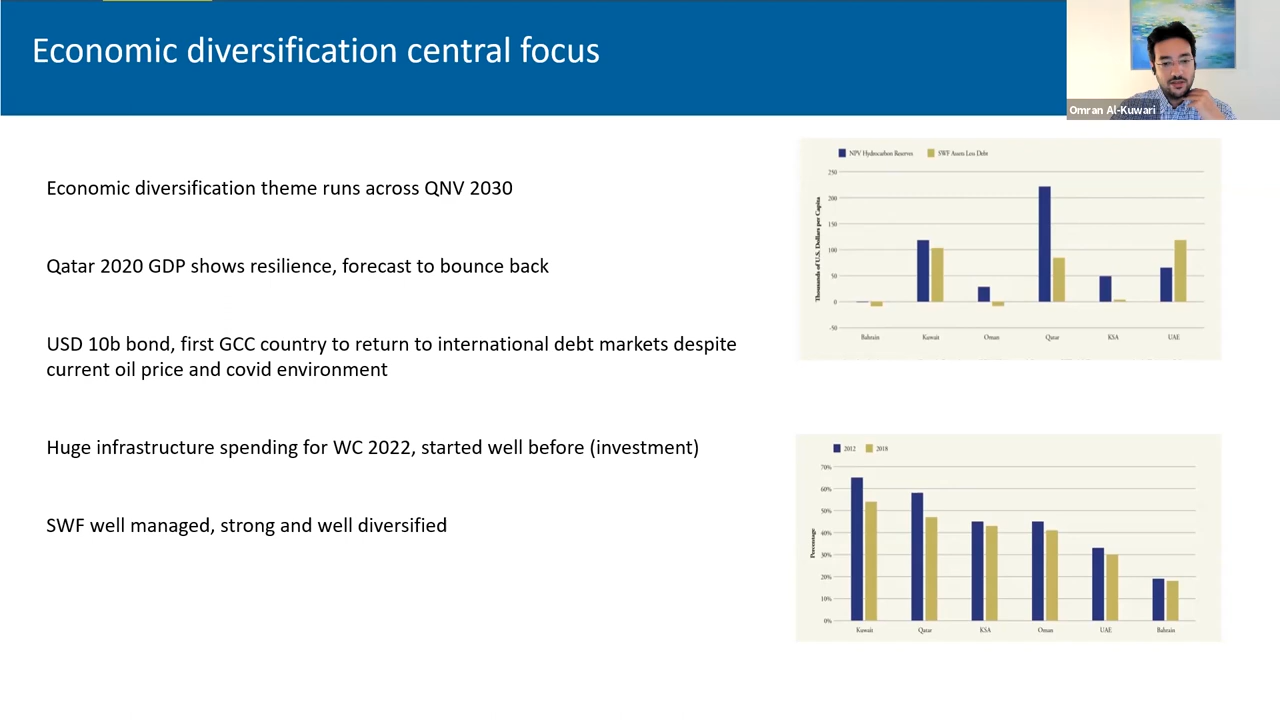 Economic diversification central focus
Omran Al-Kuwari
Economic diversification theme runs across QNV 2030
Qatar 2020 GDP shows resilience, forecast to bounce back
USD 10b bond, first GCC country to return to international debt markets despite
current oil price and covid environment
Huge infrastructure spending for WC 2022, started well before (investment)
SWF well managed, strong and well diversified
NPV Hydrocarbon Reserves SWF Assets Less Debt
Thousands of U.S. Dollars per Capita
250
200
150
100
50
0
-50
Bahrain Kuwait Oman Qatar KSA UAE
2012 2018
Percentage
70%
60%
50%
40%
30%
20%
10%
0%
Kuwait Qatar KSA Oman UAE Bahrain